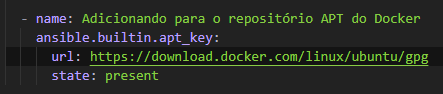 - name: Adicionando para o repositório APT do Docker
ansible.builtin.apt_key:
url: https://download.docker.com/linux/ubuntu/gpg
state: present